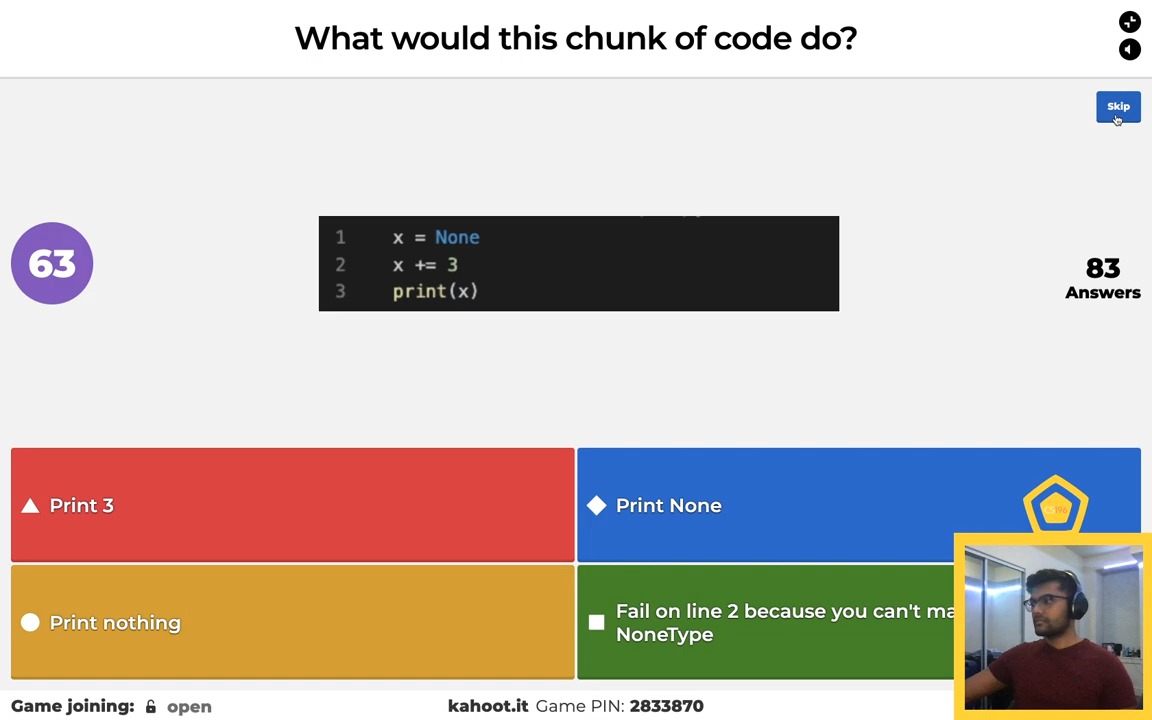 What would this chunk of code do?
Skip
63
1 x = None
2 x += 3
3 print(x)
83
Answers
Print 3
Print None
Print nothing
Fail on line 2 because you can't ma
NoneType
Game joining: open
kahoot.it Game PIN: 2833870